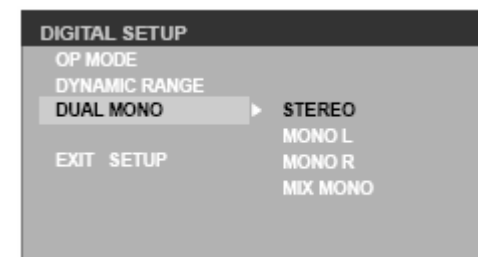 DIGITAL SETUP
OP MODE
DYNAMIC RANGE
DUAL MONO STEREO
MONO L
EXIT SETUP MONO R
MIX MONO